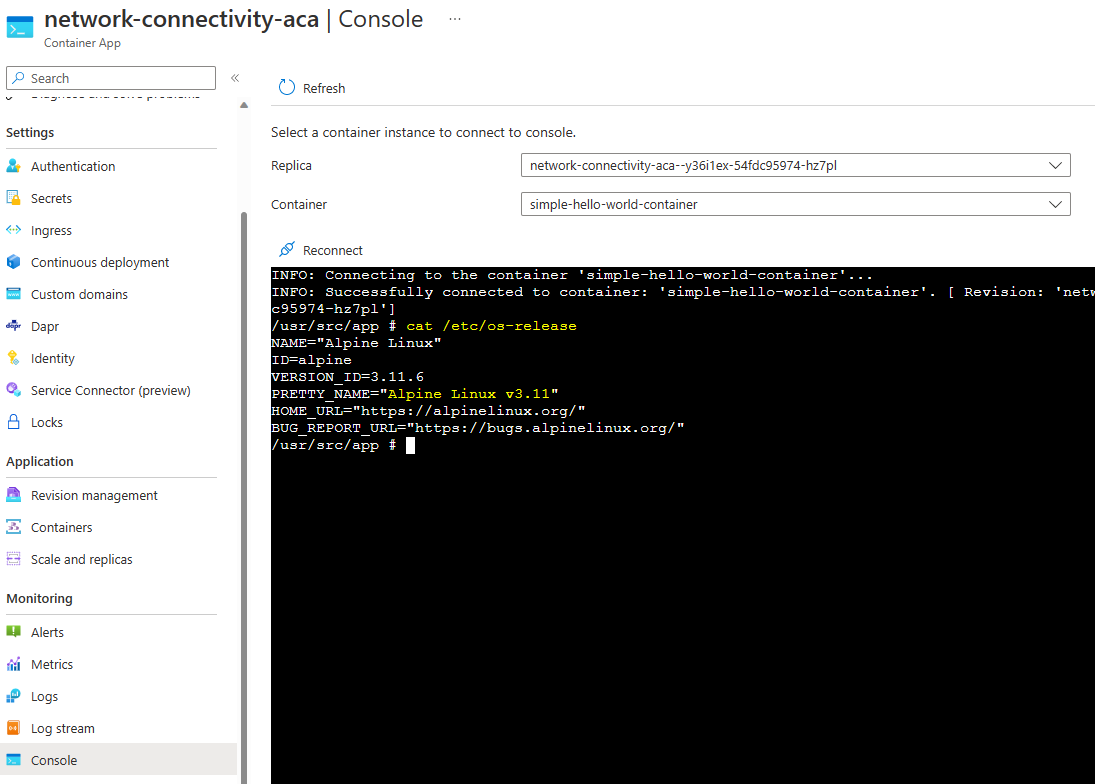 network-connectivity-aca | Console ...
Container App
Search
«
Diagnose and solve problems
Settings
Authentication
Secrets
Ingress
Continuous deployment
Custom domains
dapr Dapr
Identity
Service Connector (preview)
Locks
Application
Revision management
Containers
Scale and replicas
Monitoring
Alerts
Metrics
Logs
Log stream
Console
Refresh
Select a container instance to connect to console.
Replica network-connectivity-aca--y36i1ex-54fdc95974-hz7pl
Container simple-hello-world-container
Reconnect
INFO: Connecting to the container 'simple-hello-world-container'...
INFO: Successfully connected to container: 'simple-hello-world-container'. [ Revision: 'netw
c95974-hz7pl']
/usr/src/app # cat /etc/os-release
NAME="Alpine Linux"
ID=alpine
VERSION_ID=3.11.6
PRETTY_NAME="Alpine Linux v3.11"
HOME_URL="https://alpinelinux.org/"
BUG_REPORT_URL="https://bugs.alpinelinux.org/"
/usr/src/app #